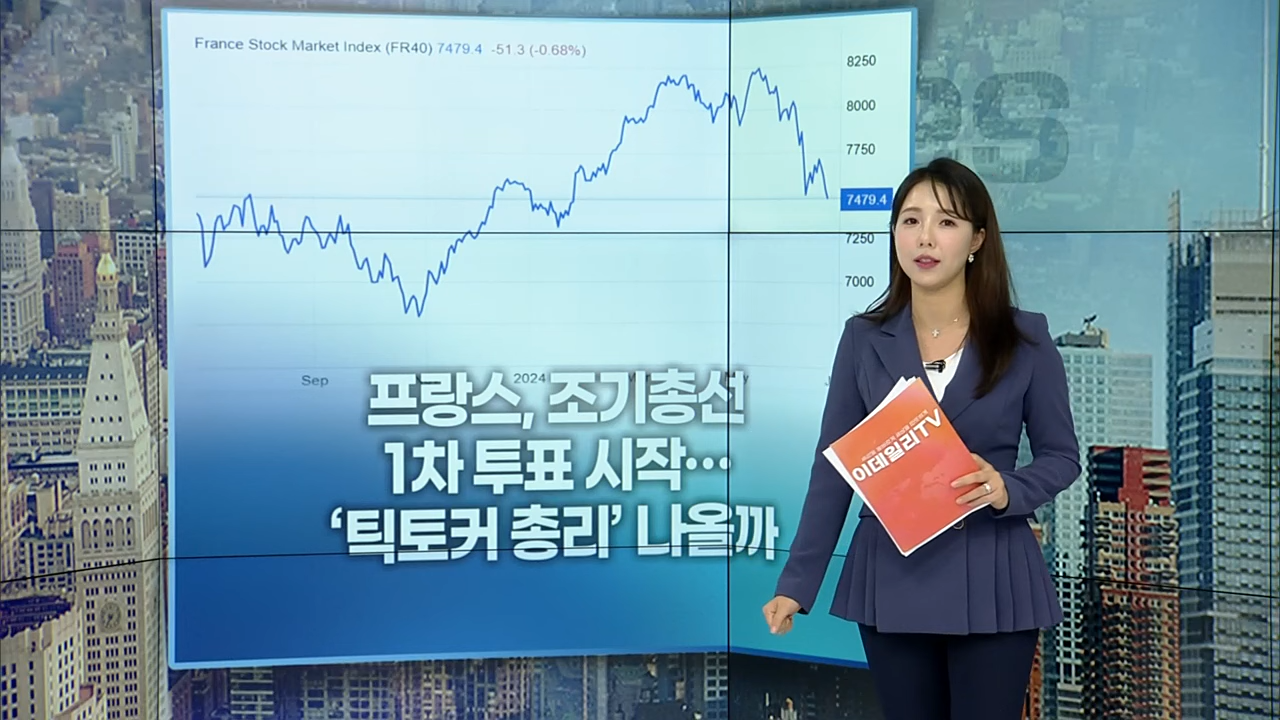 France Stock Market Index (FR40) 7479.4 -51.3 (-0.68%)
8250
8000
7750
7479.4
7250
7000
Sep
2024
프랑스, 조기총선
1차 투표 시작…
‘틱토커 총리’ 나올까
이데일리TV